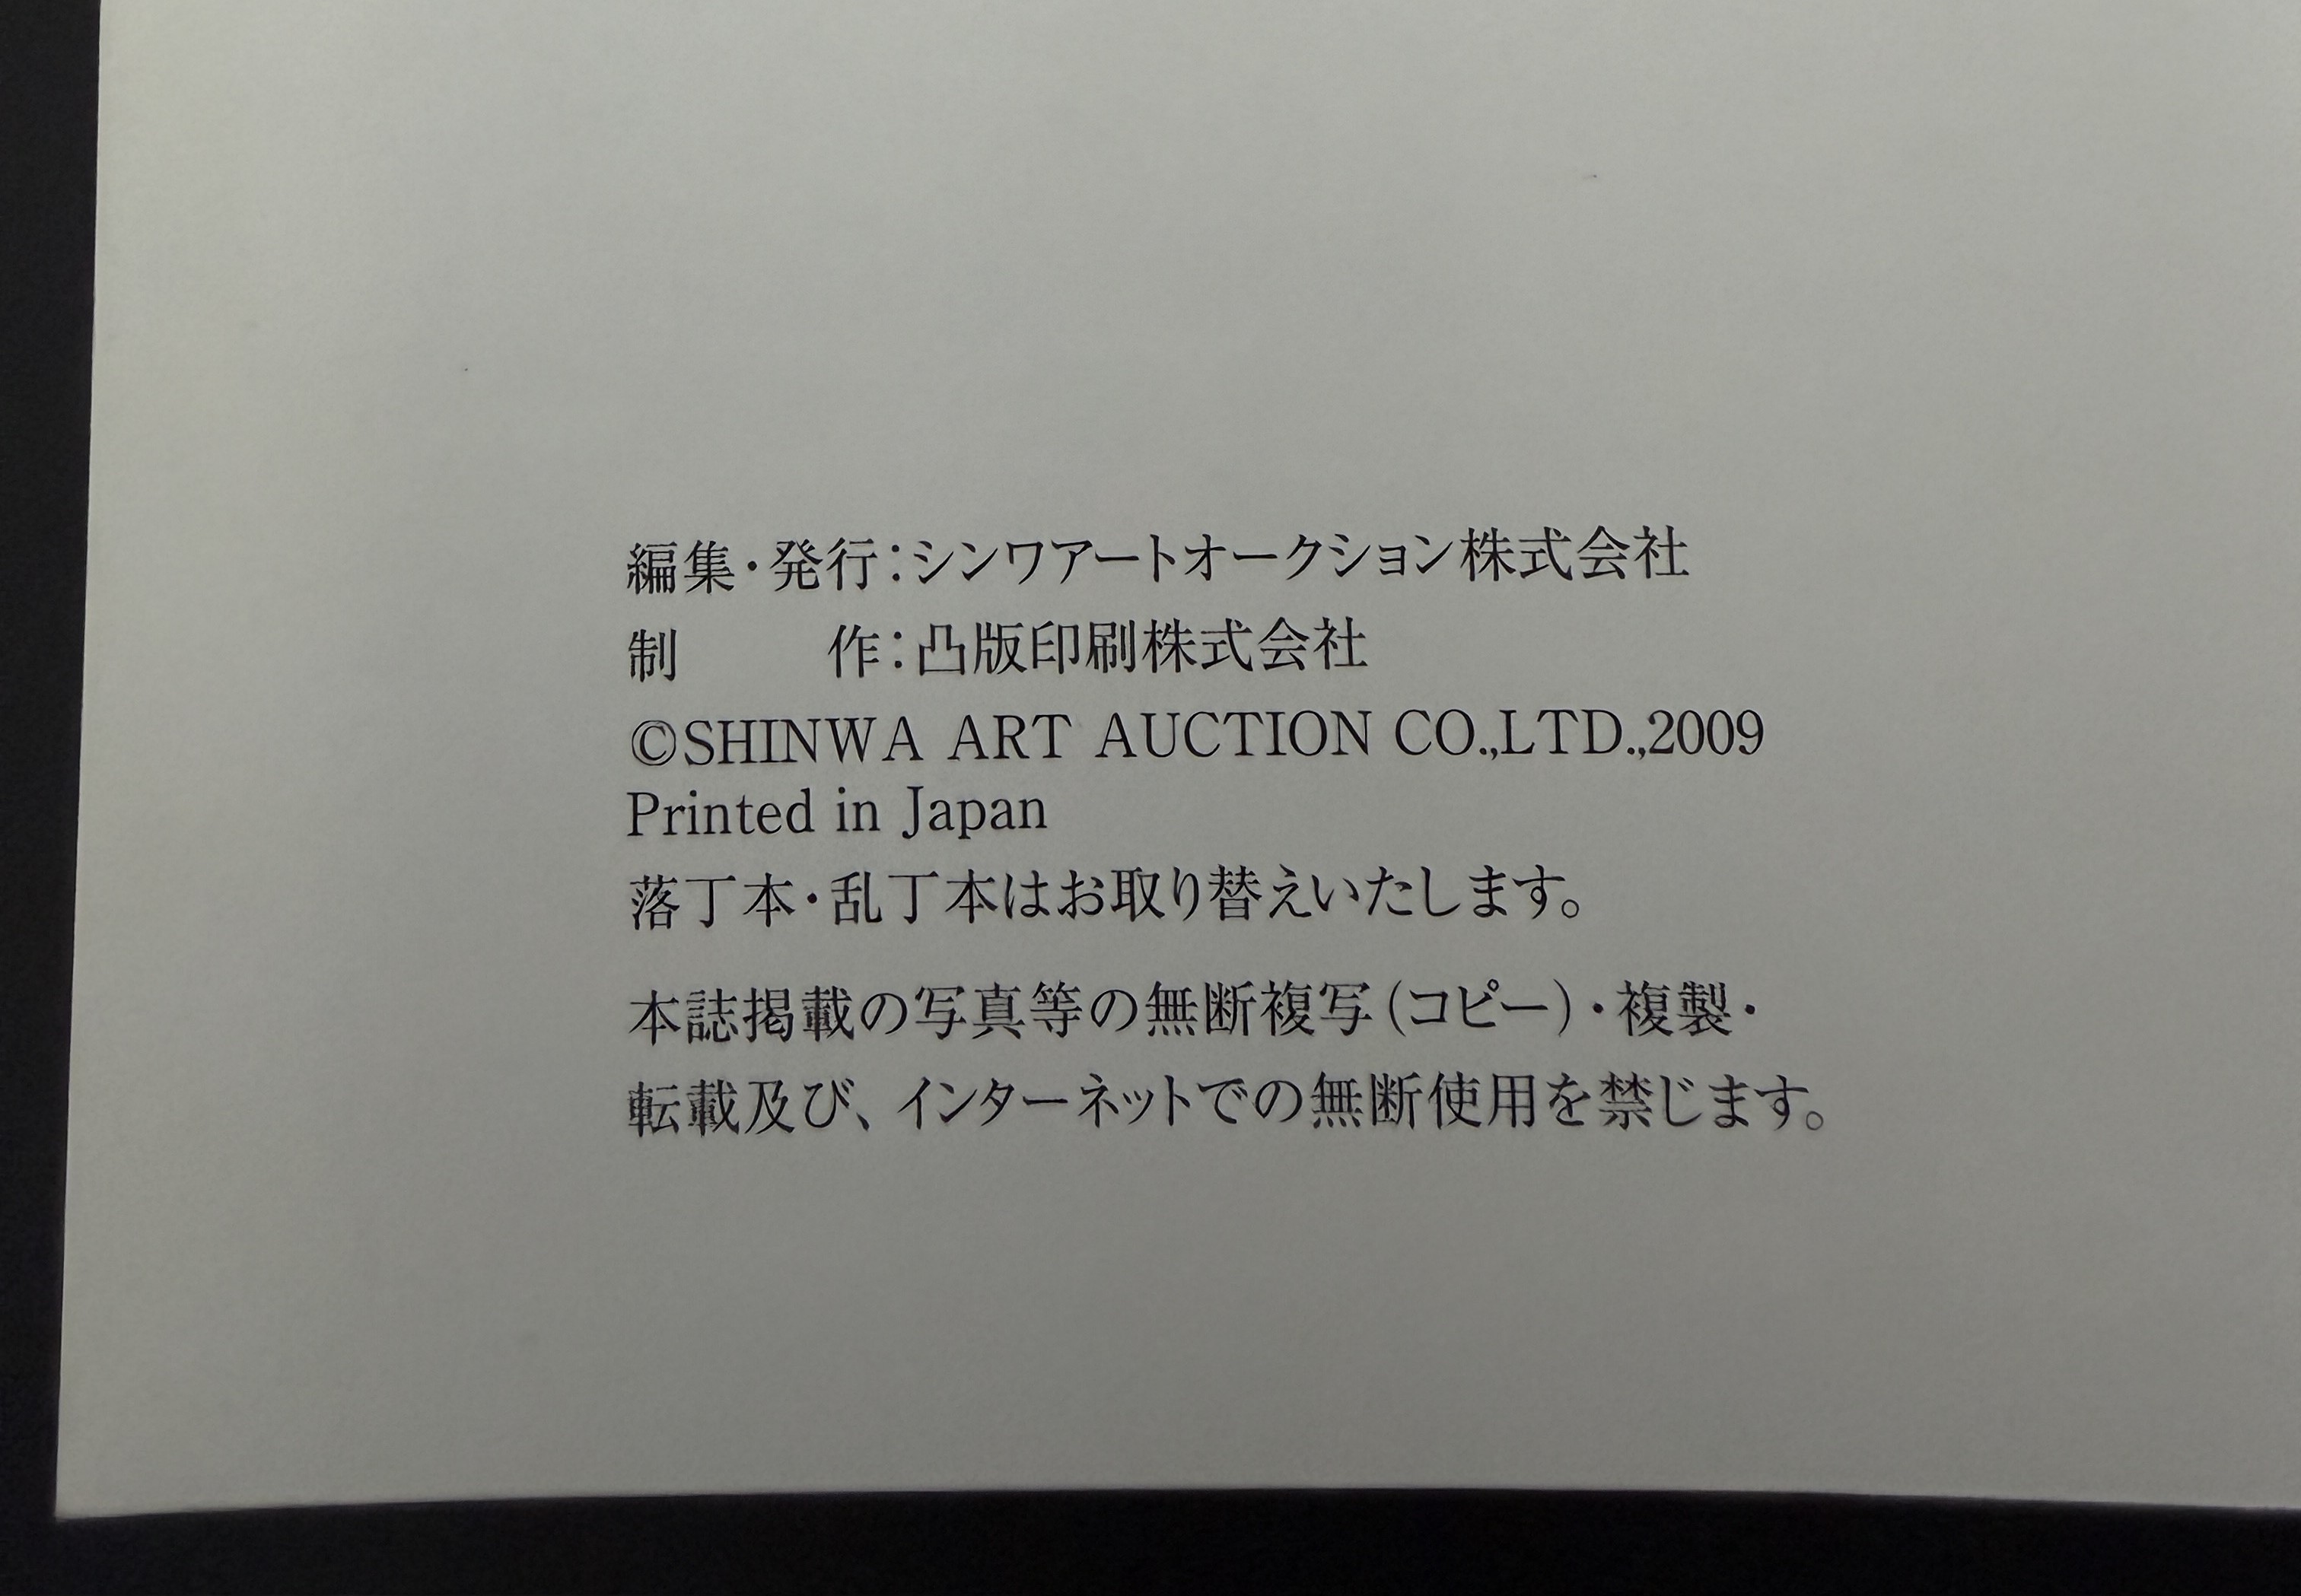 編集・発行：シンワアートオークション株式会社
制　　作：凸版印刷株式会社
©SHINWA ART AUCTION CO.,LTD.,2009
Printed in Japan
落丁本・乱丁本はお取り替えいたします。
本誌掲載の写真等の無断複写（コピー）・複製・
転載及び、インターネットでの無断使用を禁じます。